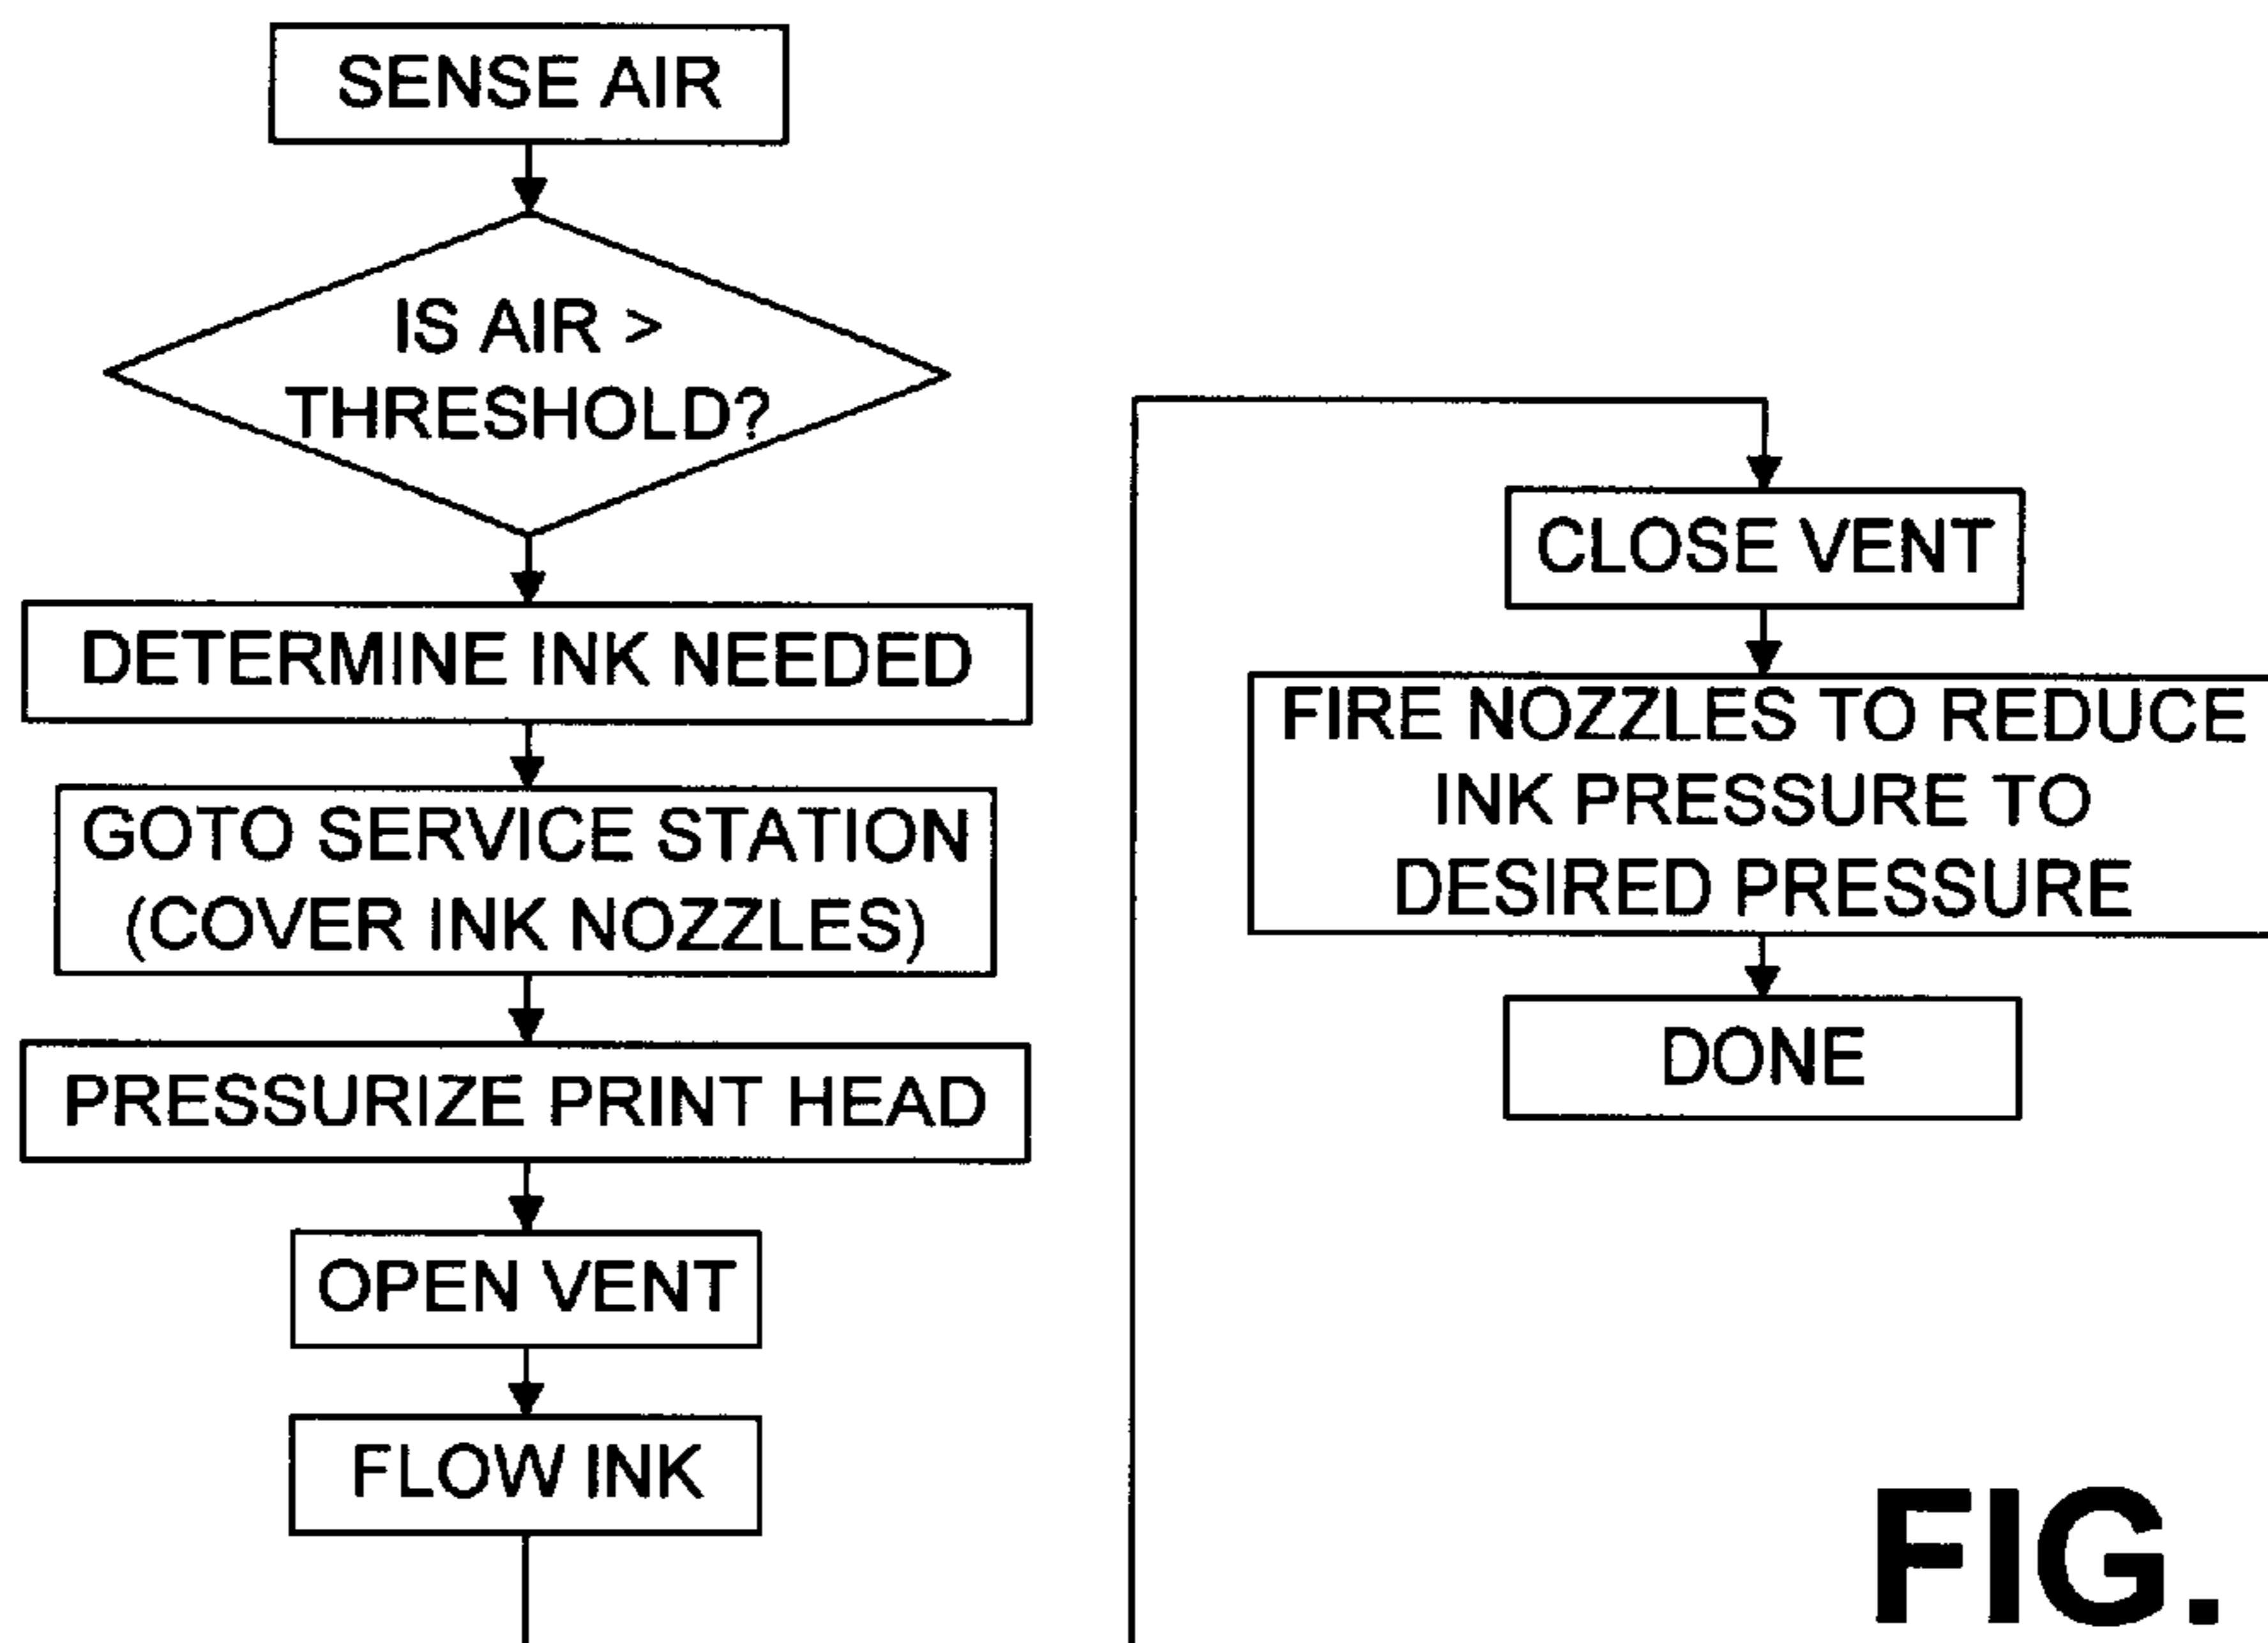 SENSE AIR
IS AIR >
THRESHOLD?
DETERMINE INK NEEDED
GOTO SERVICE STATION
(COVER INK NOZZLES)
PRESSURIZE PRINT HEAD
OPEN VENT
FLOW INK
CLOSE VENT
FIRE NOZZLES TO REDUCE
INK PRESSURE TO
DESIRED PRESSURE
DONE
FIG.